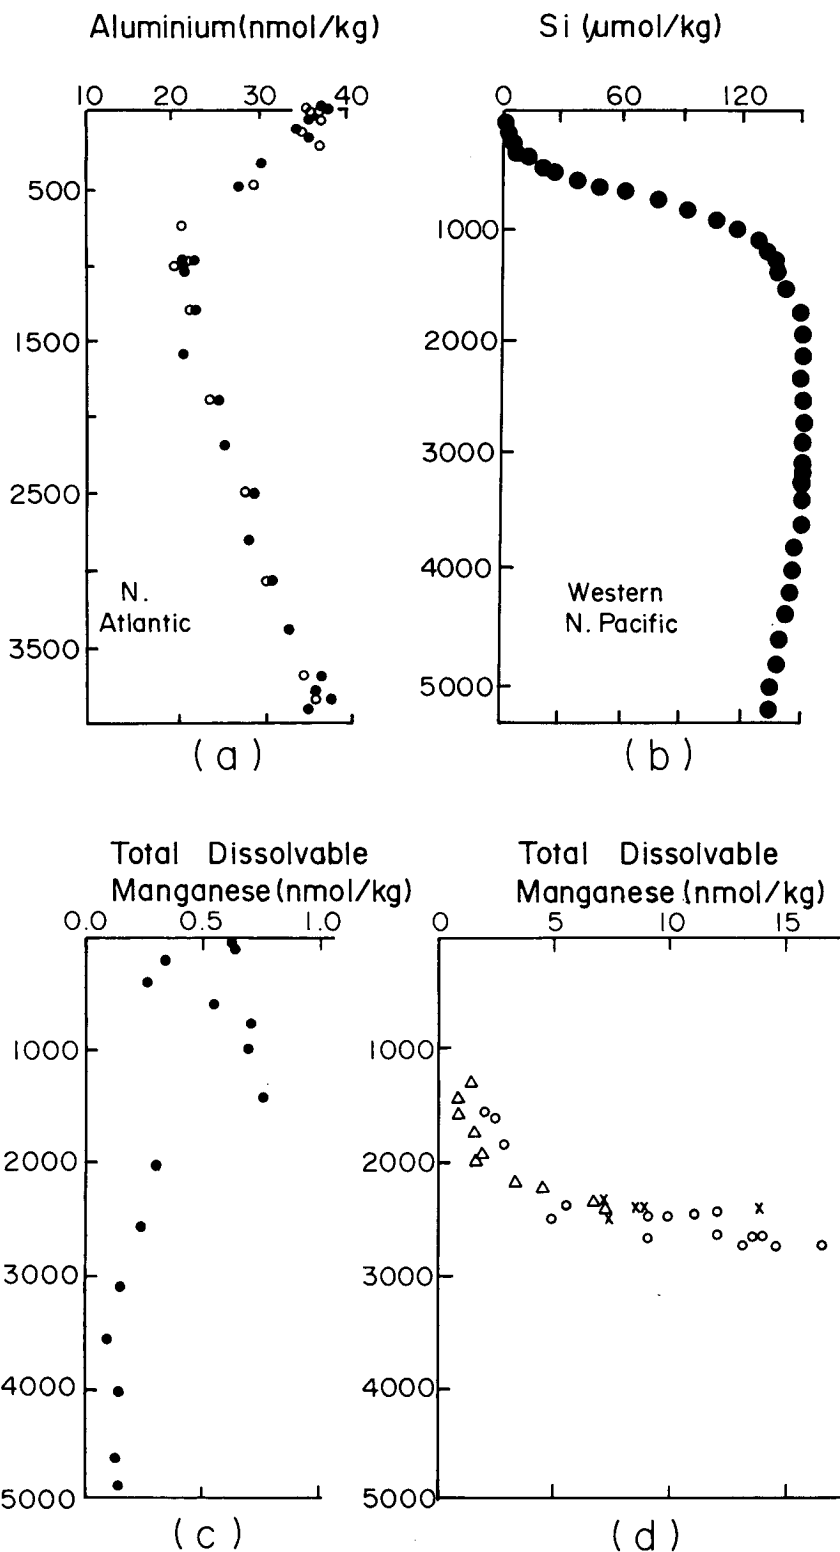 Aluminium(nmol/kg)
10 20 30 40
500
1500
2500
3500
N.
Atlantic
(a)
Si (μmol/kg)
0 60 120
1000
2000
3000
4000
5000
Western
N. Pacific
(b)
Total Dissolvable
Manganese(nmol/kg)
0.0 0.5 1.0
1000
2000
3000
4000
5000
(c)
Total Dissolvable
Manganese(nmol/kg)
0 5 10 15
1000
2000
3000
4000
5000
(d)